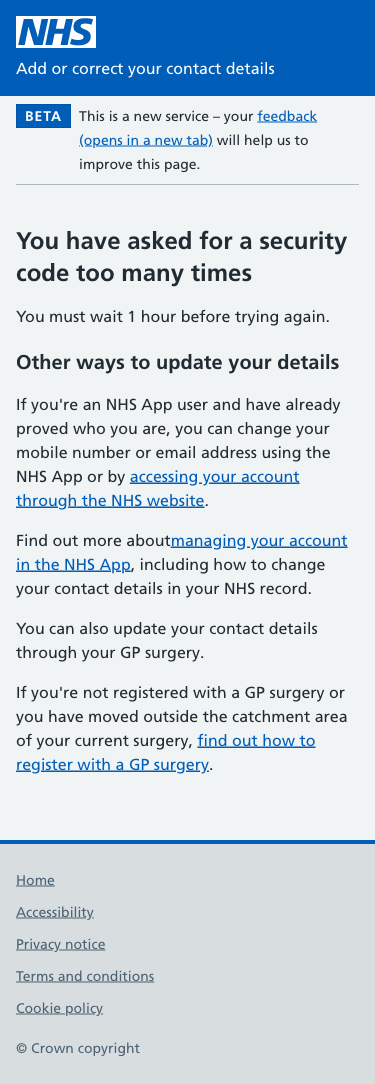 NHS
Add or correct your contact details
BETA
This is a new service – your feedback
(opens in a new tab) will help us to
improve this page.
You have asked for a security
code too many times
You must wait 1 hour before trying again.
Other ways to update your details
If you're an NHS App user and have already
proved who you are, you can change your
mobile number or email address using the
NHS App or by accessing your account
through the NHS website.
Find out more aboutmanaging your account
in the NHS App, including how to change
your contact details in your NHS record.
You can also update your contact details
through your GP surgery.
If you're not registered with a GP surgery or
you have moved outside the catchment area
of your current surgery, find out how to
register with a GP surgery.
Home
Accessibility
Privacy notice
Terms and conditions
Cookie policy
© Crown copyright